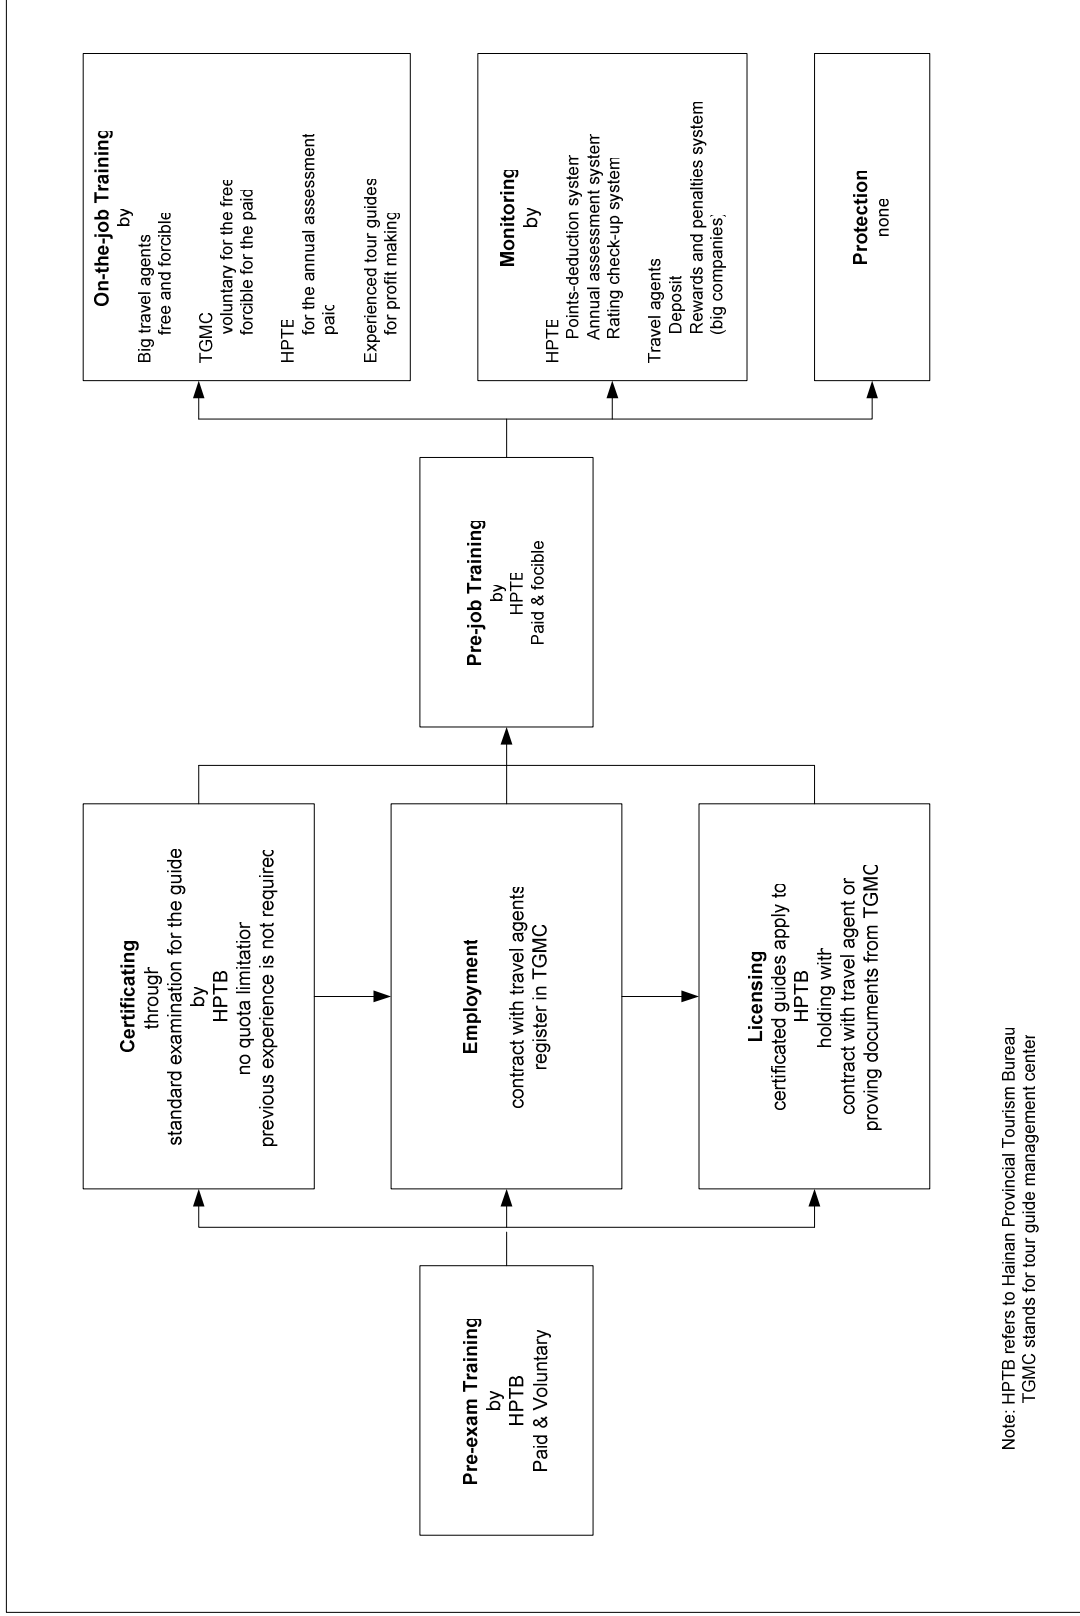 Pre-exam Training
by
HPTB
Paid & Voluntary
Certificating
through
standard examination for the guide
by
HPTB
no quota limitation
previous experience is not required
Employment
contract with travel agents
register in TGMC
Licensing
certificated guides apply to
HPTB
holding with
contract with travel agent or
proving documents from TGMC
Pre-job Training
by
HPTB
Paid & focible
On-the-job Training
by
Big travel agents
free and forcible
TGMC
voluntary for the free
forcible for the paid
HPTB
for the annual assessment
paid
Experienced tour guides
for profit making
Monitoring
by
HPTB
Points-deduction system
Annual assessment system
Rating check-up system
Travel agents
Deposit
Rewards and penalties system
(big companies)
Protection
none
Note: HPTB refers to Hainan Provincial Tourism Bureau
TGMC stands for tour guide management center